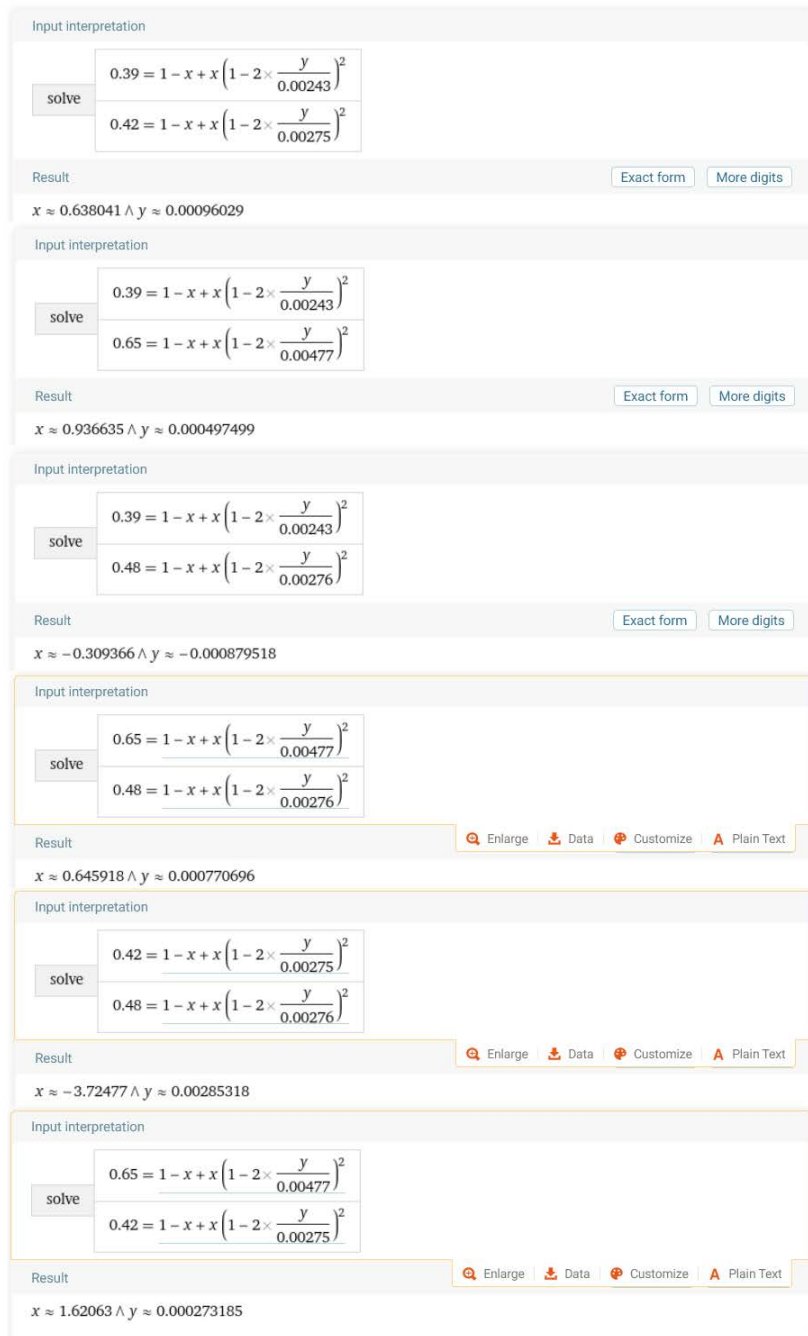 Input interpretation
solve
0.39 = 1 − x + x(1 − 2 × y/0.00243)²
0.42 = 1 − x + x(1 − 2 × y/0.00275)²
Result Exact form More digits
x ≈ 0.638041 ∧ y ≈ 0.00096029
Input interpretation
solve
0.39 = 1 − x + x(1 − 2 × y/0.00243)²
0.65 = 1 − x + x(1 − 2 × y/0.00477)²
Result Exact form More digits
x ≈ 0.936635 ∧ y ≈ 0.000497499
Input interpretation
solve
0.39 = 1 − x + x(1 − 2 × y/0.00243)²
0.48 = 1 − x + x(1 − 2 × y/0.00276)²
Result Exact form More digits
x ≈ −0.309366 ∧ y ≈ −0.000879518
Input interpretation
solve
0.65 = 1 − x + x(1 − 2 × y/0.00477)²
0.48 = 1 − x + x(1 − 2 × y/0.00276)²
Result Enlarge Data Customize A Plain Text
x ≈ 0.645918 ∧ y ≈ 0.000770696
Input interpretation
solve
0.42 = 1 − x + x(1 − 2 × y/0.00275)²
0.48 = 1 − x + x(1 − 2 × y/0.00276)²
Result Enlarge Data Customize A Plain Text
x ≈ −3.72477 ∧ y ≈ 0.00285318
Input interpretation
solve
0.65 = 1 − x + x(1 − 2 × y/0.00477)²
0.42 = 1 − x + x(1 − 2 × y/0.00275)²
Result Enlarge Data Customize A Plain Text
x ≈ 1.62063 ∧ y ≈ 0.000273185